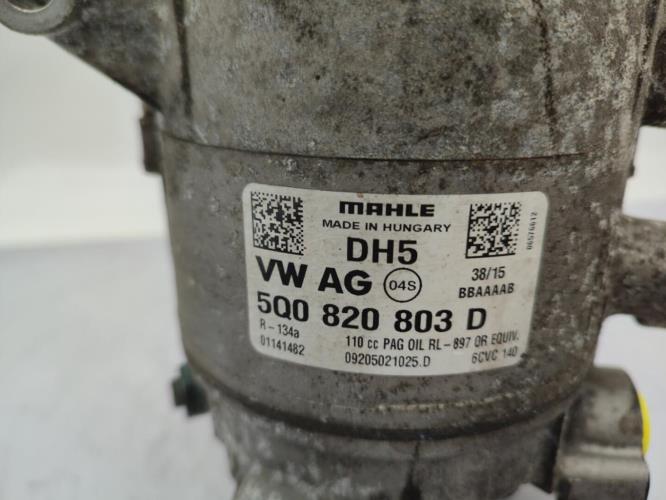 MAHLE
MADE IN HUNGARY
DH5
VW AG 04S
38/15
BBAAAAB
5Q0 820 803 D
R-134a
110 cc PAG OIL RL-897 OR EQUIV.
01141482
09205021025.D
6CVC 140
06576612